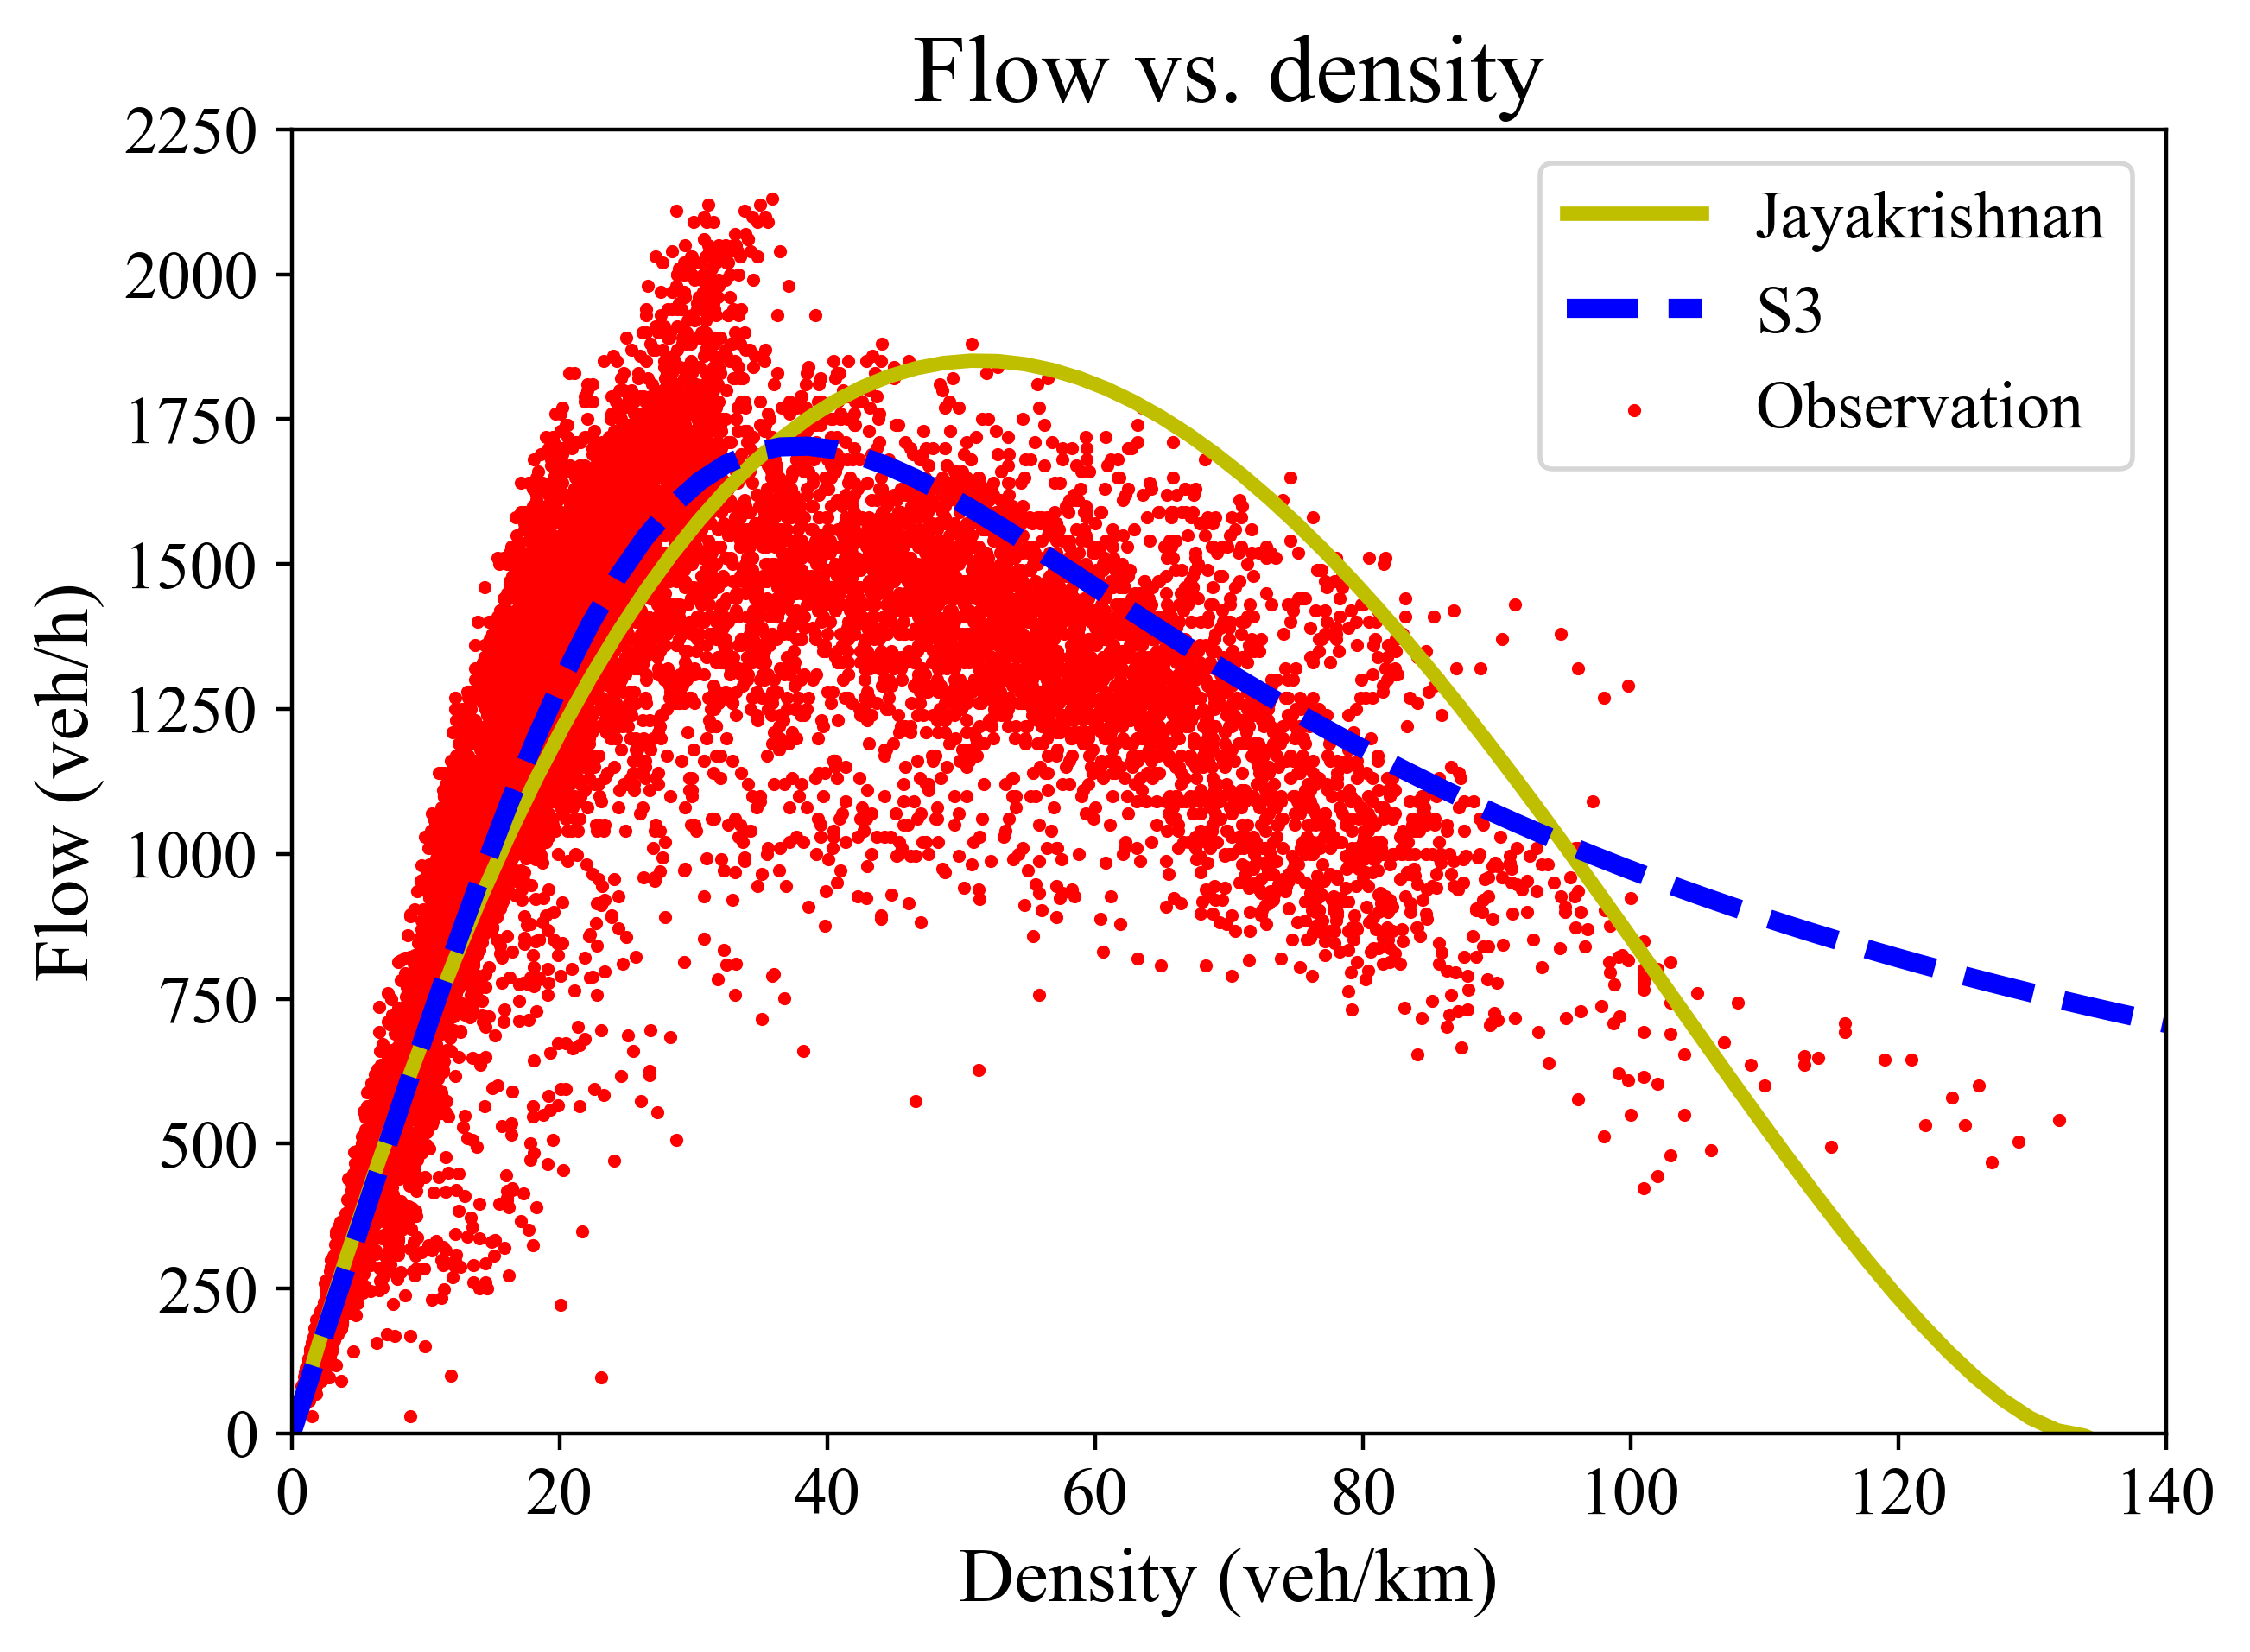 Flow vs. density
2250
2000
1750
1500
1250
1000
750
500
250
0
Flow (veh/h)
Jayakrishnan
S3
Observation
0 20 40 60 80 100 120 140
Density (veh/km)